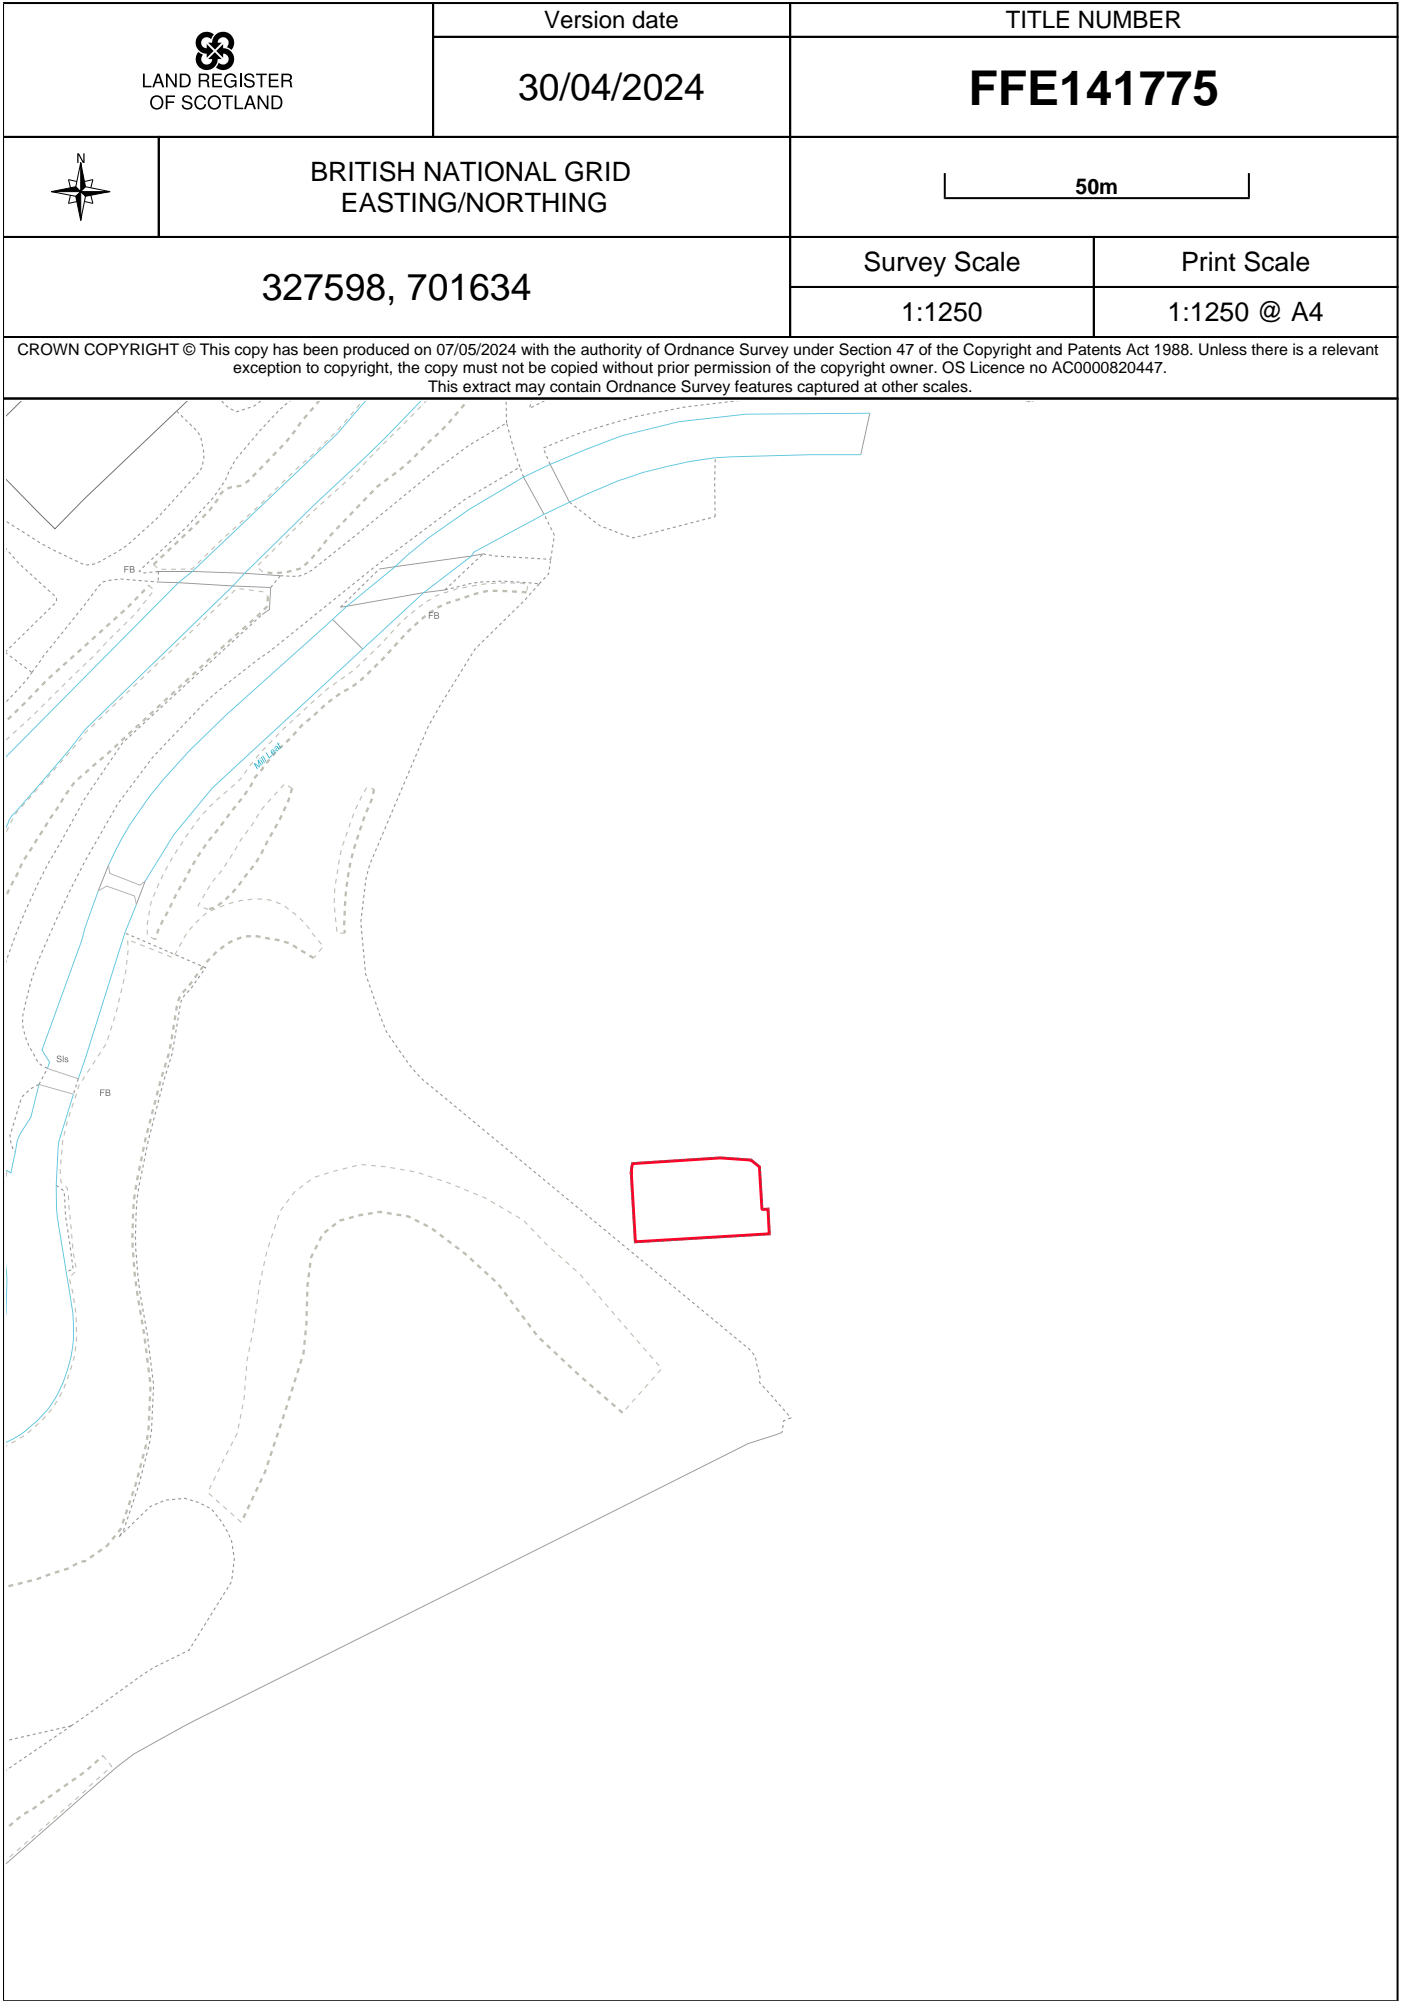 LAND REGISTER
OF SCOTLAND
Version date
30/04/2024
TITLE NUMBER
FFE141775
N
BRITISH NATIONAL GRID
EASTING/NORTHING
50m
327598, 701634
Survey Scale
Print Scale
1:1250
1:1250 @ A4
CROWN COPYRIGHT © This copy has been produced on 07/05/2024 with the authority of Ordnance Survey under Section 47 of the Copyright and Patents Act 1988. Unless there is a relevant
exception to copyright, the copy must not be copied without prior permission of the copyright owner. OS Licence no AC0000820447.
This extract may contain Ordnance Survey features captured at other scales.
FB
FB
Mill Leat
Sls
FB